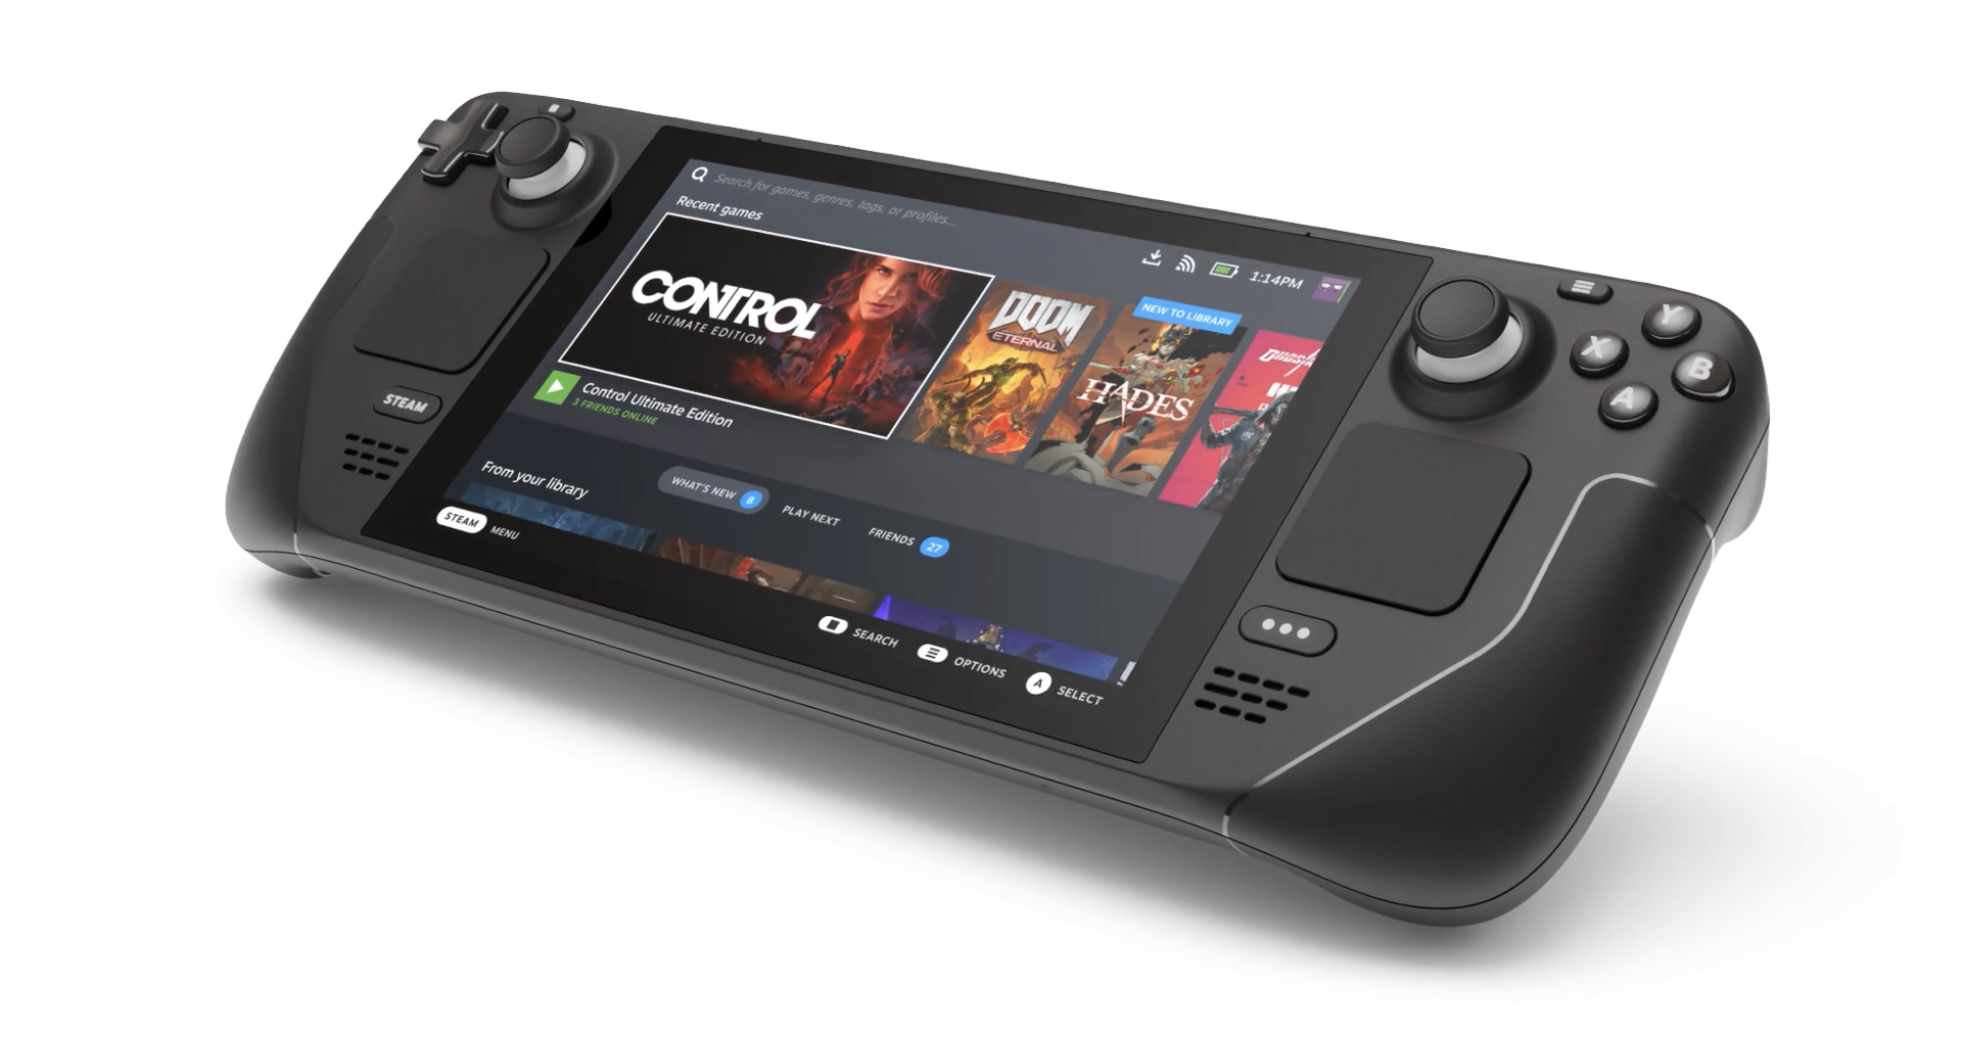 Search for games, genres, tags, or profiles...
Recent games
1:14PM
CONTROL
ULTIMATE EDITION
DOOM
ETERNAL
NEW TO LIBRARY
HADES
Control Ultimate Edition
3 FRIENDS ONLINE
From your library
WHAT'S NEW 8
PLAY NEXT
FRIENDS 27
STEAM MENU
SEARCH
OPTIONS
A SELECT
STEAM
Y
X
B
A